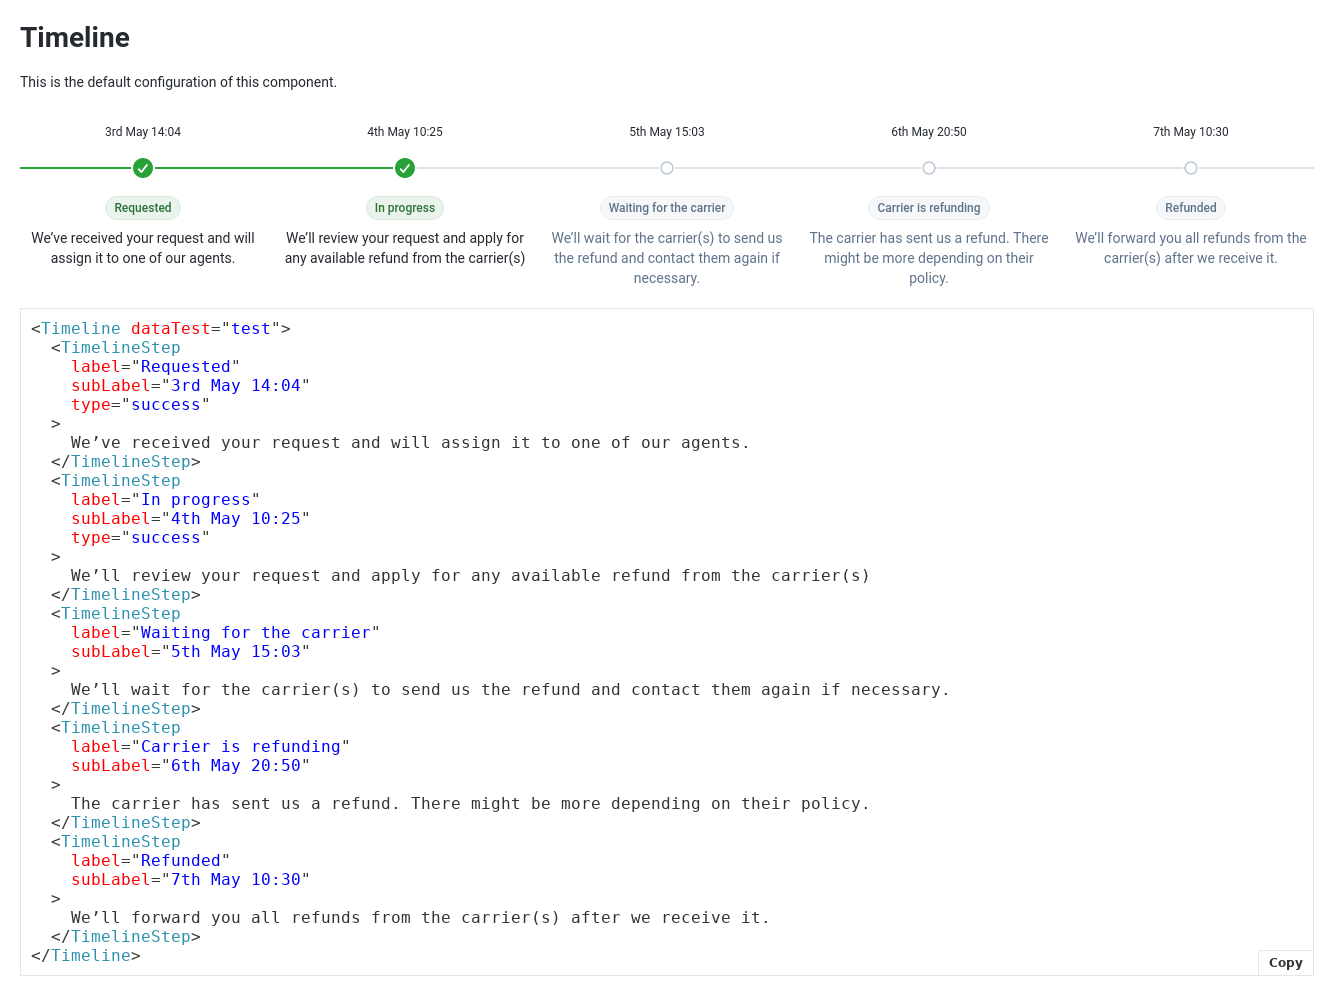 Timeline
This is the default configuration of this component.
3rd May 14:04
4th May 10:25
5th May 15:03
6th May 20:50
7th May 10:30
Requested
In progress
Waiting for the carrier
Carrier is refunding
Refunded
We’ve received your request and will
assign it to one of our agents.
We’ll review your request and apply for
any available refund from the carrier(s)
We’ll wait for the carrier(s) to send us
the refund and contact them again if
necessary.
The carrier has sent us a refund. There
might be more depending on their
policy.
We’ll forward you all refunds from the
carrier(s) after we receive it.
<Timeline dataTest="test">
  <TimelineStep
    label="Requested"
    subLabel="3rd May 14:04"
    type="success"
  >
    We’ve received your request and will assign it to one of our agents.
  </TimelineStep>
  <TimelineStep
    label="In progress"
    subLabel="4th May 10:25"
    type="success"
  >
    We’ll review your request and apply for any available refund from the carrier(s)
  </TimelineStep>
  <TimelineStep
    label="Waiting for the carrier"
    subLabel="5th May 15:03"
  >
    We’ll wait for the carrier(s) to send us the refund and contact them again if necessary.
  </TimelineStep>
  <TimelineStep
    label="Carrier is refunding"
    subLabel="6th May 20:50"
  >
    The carrier has sent us a refund. There might be more depending on their policy.
  </TimelineStep>
  <TimelineStep
    label="Refunded"
    subLabel="7th May 10:30"
  >
    We’ll forward you all refunds from the carrier(s) after we receive it.
  </TimelineStep>
</Timeline>
Copy